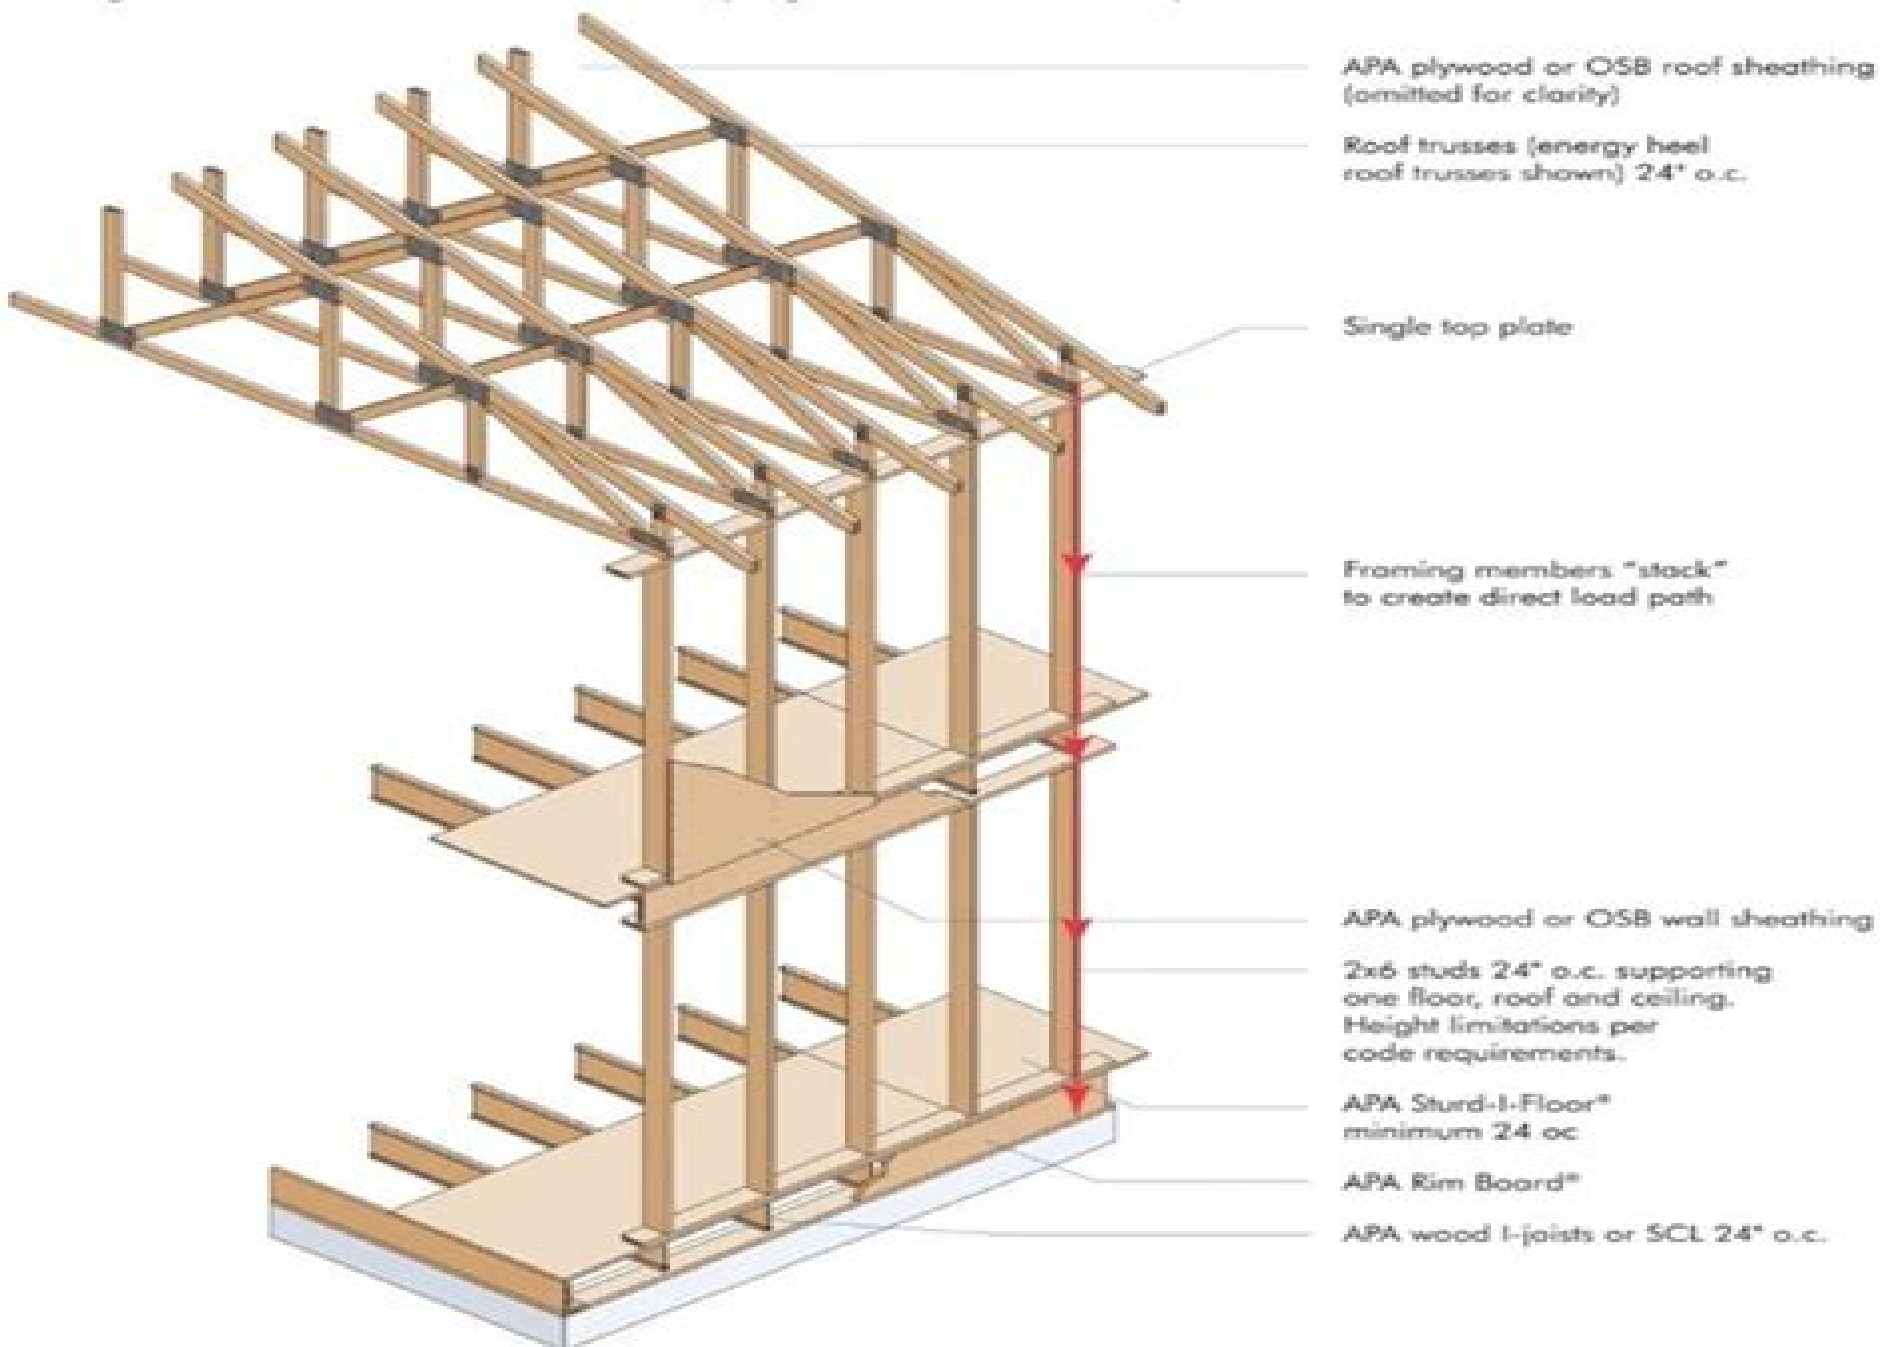 APA plywood or OSB roof sheathing
(omitted for clarity)
Roof trusses (energy heel
roof trusses shown) 24" o.c.
Single top plate
Framing members “stack”
to create direct load path
APA plywood or OSB wall sheathing
2x6 studs 24" o.c. supporting
one floor, roof and ceiling.
Height limitations per
code requirements.
APA Sturd-I-Floor®
minimum 24 oc
APA Rim Board®
APA wood I-joists or SCL 24" o.c.